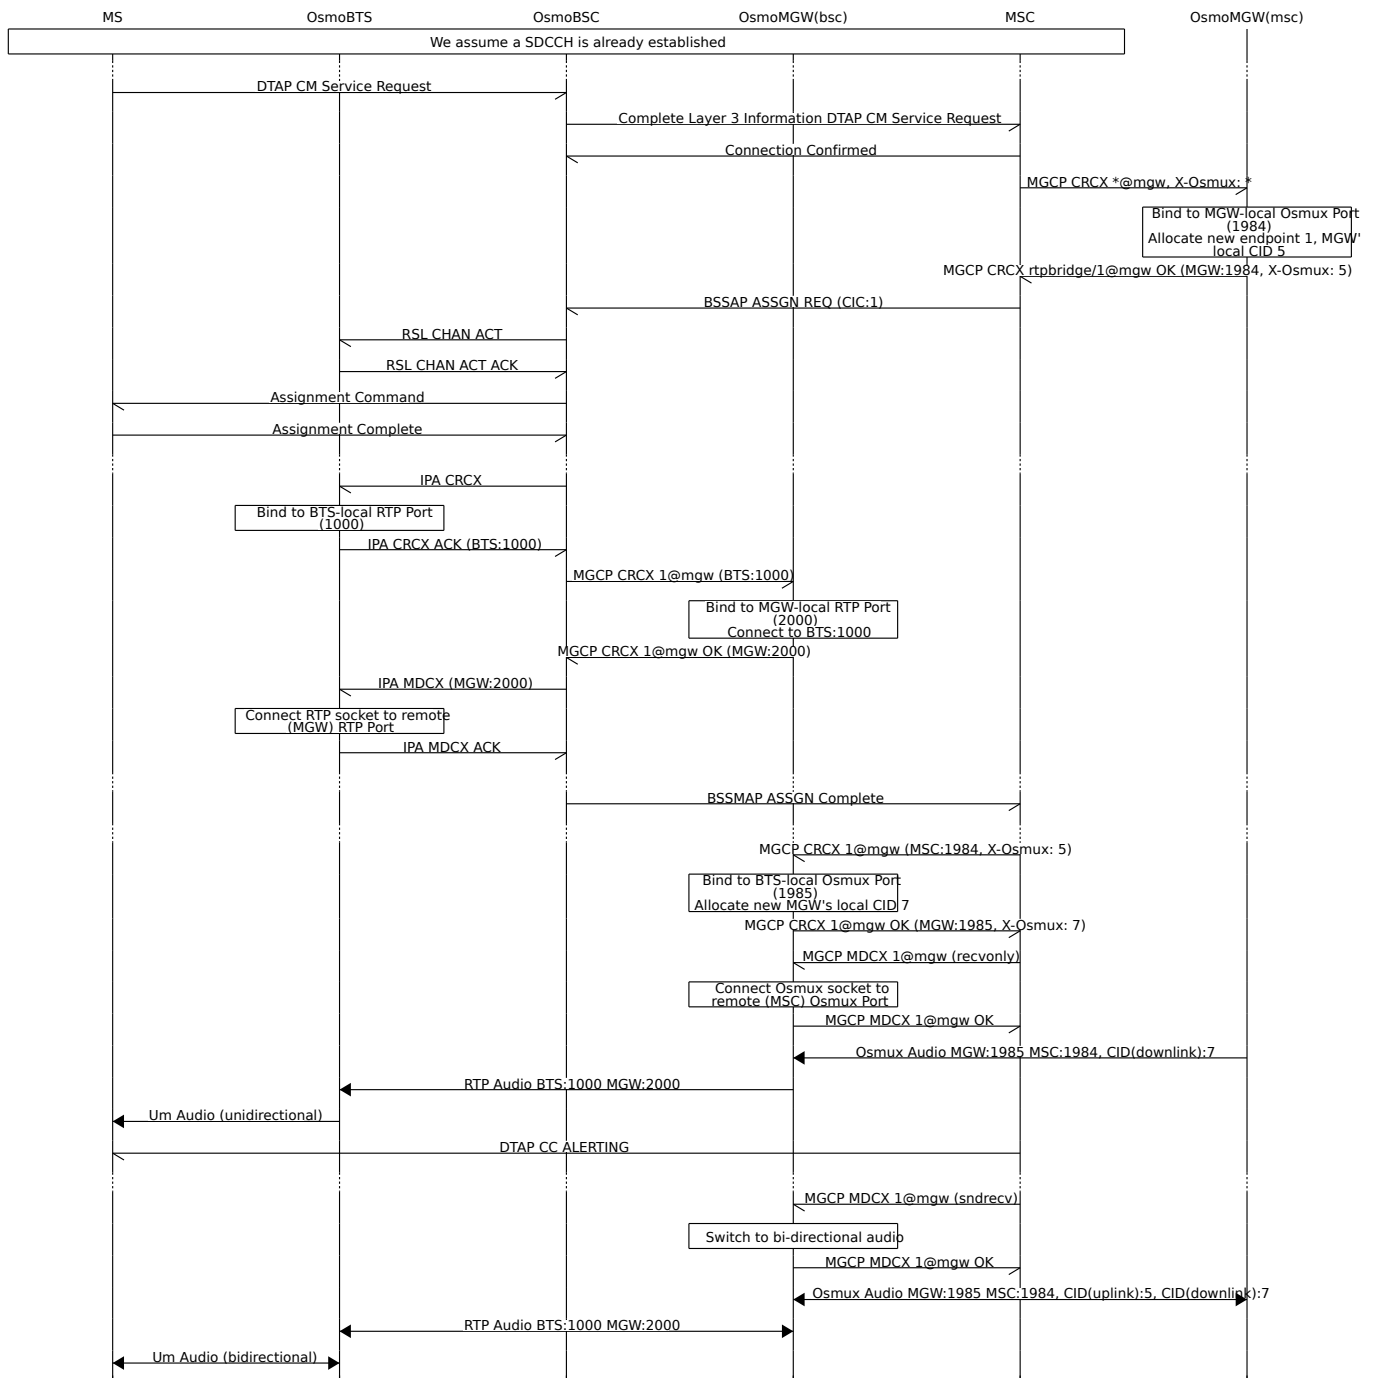 MS OsmoBTS OsmoBSC OsmoMGW(bsc) MSC OsmoMGW(msc)
We assume a SDCCH is already established
DTAP CM Service Request
Complete Layer 3 Information DTAP CM Service Request
Connection Confirmed
MGCP CRCX *@mgw, X-Osmux: *
Bind to MGW-local Osmux Port
(1984)
Allocate new endpoint 1, MGW'
local CID 5
MGCP CRCX rtpbridge/1@mgw OK (MGW:1984, X-Osmux: 5)
BSSAP ASSGN REQ (CIC:1)
RSL CHAN ACT
RSL CHAN ACT ACK
Assignment Command
Assignment Complete
IPA CRCX
Bind to BTS-local RTP Port
(1000)
IPA CRCX ACK (BTS:1000)
MGCP CRCX 1@mgw (BTS:1000)
Bind to MGW-local RTP Port
(2000)
Connect to BTS:1000
MGCP CRCX 1@mgw OK (MGW:2000)
IPA MDCX (MGW:2000)
Connect RTP socket to remote
(MGW) RTP Port
IPA MDCX ACK
BSSMAP ASSGN Complete
MGCP CRCX 1@mgw (MSC:1984, X-Osmux: 5)
Bind to BTS-local Osmux Port
(1985)
Allocate new MGW's local CID 7
MGCP CRCX 1@mgw OK (MGW:1985, X-Osmux: 7)
MGCP MDCX 1@mgw (recvonly)
Connect Osmux socket to
remote (MSC) Osmux Port
MGCP MDCX 1@mgw OK
Osmux Audio MGW:1985 MSC:1984, CID(downlink):7
RTP Audio BTS:1000 MGW:2000
Um Audio (unidirectional)
DTAP CC ALERTING
MGCP MDCX 1@mgw (sndrecv)
Switch to bi-directional audio
MGCP MDCX 1@mgw OK
Osmux Audio MGW:1985 MSC:1984, CID(uplink):5, CID(downlink):7
RTP Audio BTS:1000 MGW:2000
Um Audio (bidirectional)